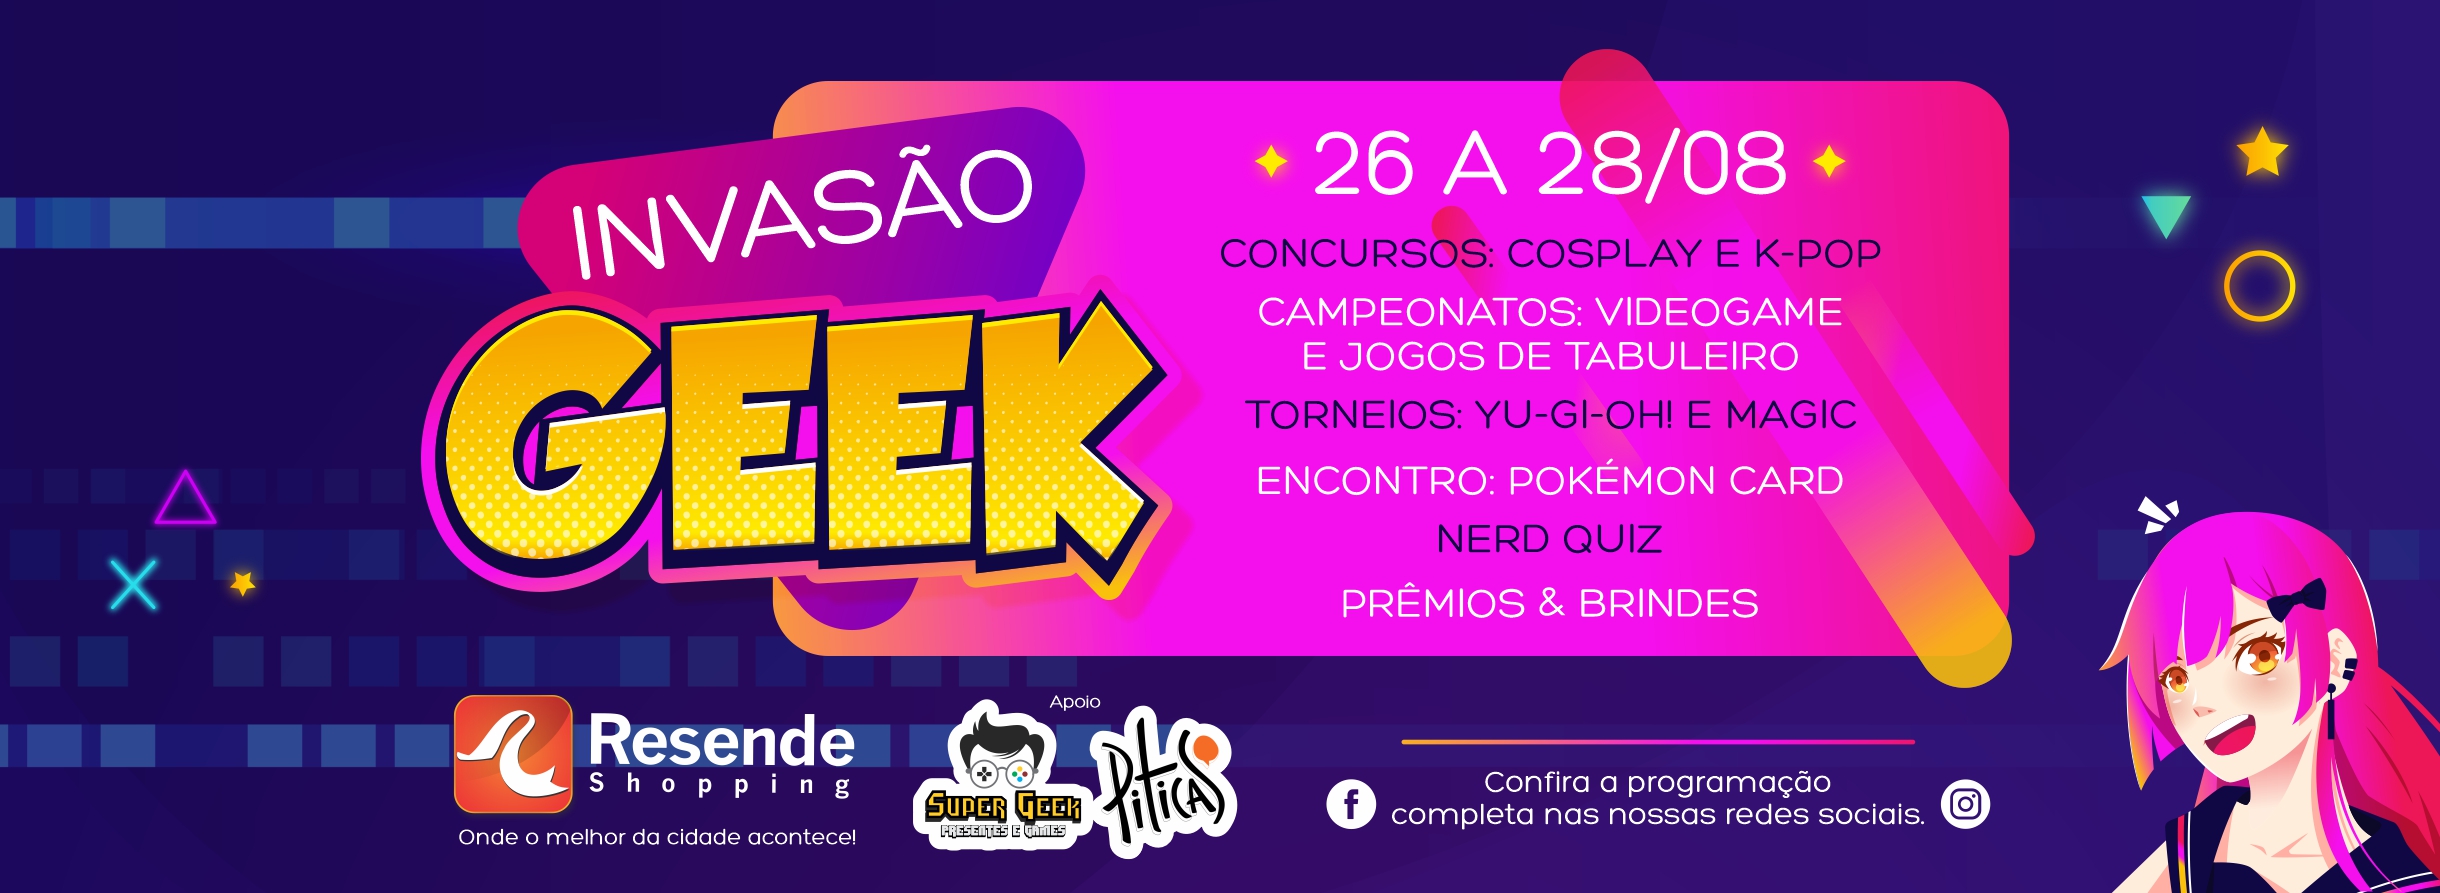 INVASÃO
GEEK
26 A 28/08
CONCURSOS: COSPLAY E K-POP
CAMPEONATOS: VIDEOGAME
E JOGOS DE TABULEIRO
TORNEIOS: YU-GI-OH! E MAGIC
ENCONTRO: POKÉMON CARD
NERD QUIZ
PRÊMIOS & BRINDES
Resende
Shopping
Onde o melhor da cidade acontece!
Apoio
SUPER GEEK
PRESENTES E GAMES
PiticaS
Confira a programação
completa nas nossas redes sociais.